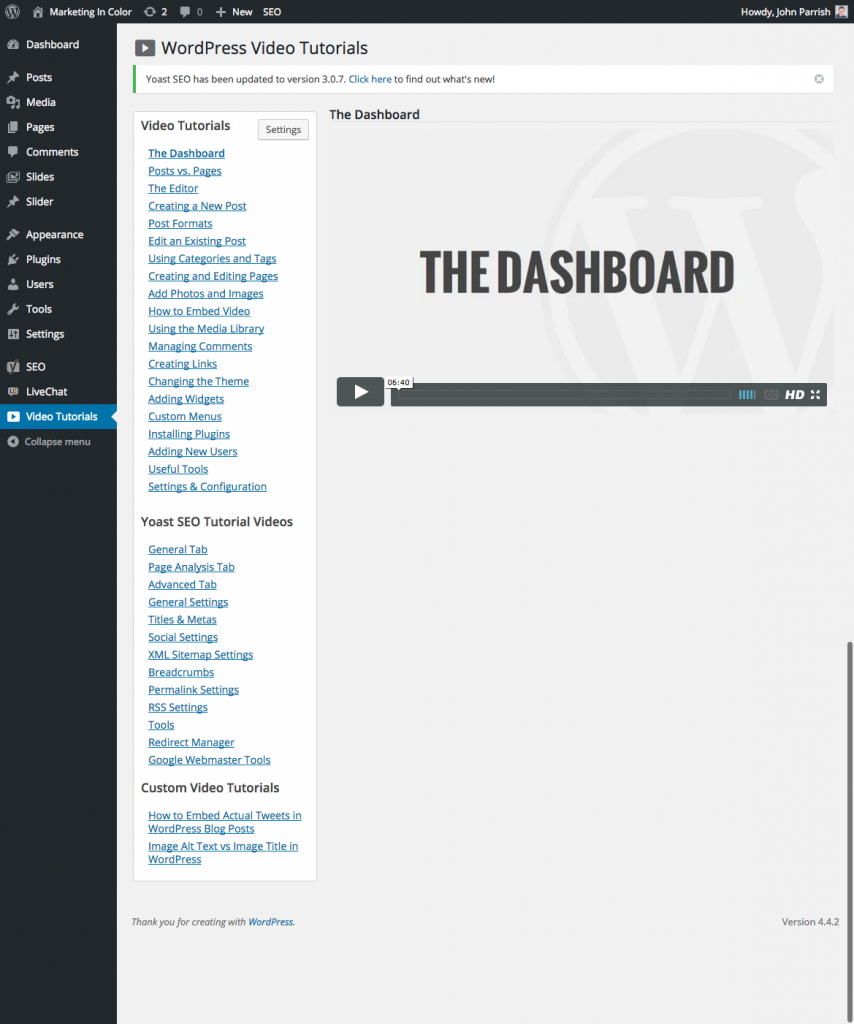 Marketing In Color 2 0 New SEO Howdy, John Parrish
Dashboard
Posts
Media
Pages
Comments
Slides
Slider
Appearance
Plugins
Users
Tools
Settings
SEO
LiveChat
Video Tutorials
Collapse menu
WordPress Video Tutorials
Yoast SEO has been updated to version 3.0.7. Click here to find out what's new!
Video Tutorials
Settings
The Dashboard
Posts vs. Pages
The Editor
Creating a New Post
Post Formats
Edit an Existing Post
Using Categories and Tags
Creating and Editing Pages
Add Photos and Images
How to Embed Video
Using the Media Library
Managing Comments
Creating Links
Changing the Theme
Adding Widgets
Custom Menus
Installing Plugins
Adding New Users
Useful Tools
Settings & Configuration
Yoast SEO Tutorial Videos
General Tab
Page Analysis Tab
Advanced Tab
General Settings
Titles & Metas
Social Settings
XML Sitemap Settings
Breadcrumbs
Permalink Settings
RSS Settings
Tools
Redirect Manager
Google Webmaster Tools
Custom Video Tutorials
How to Embed Actual Tweets in
WordPress Blog Posts
Image Alt Text vs Image Title in
WordPress
The Dashboard
THE DASHBOARD
06:40
CC HD
Thank you for creating with WordPress.
Version 4.4.2